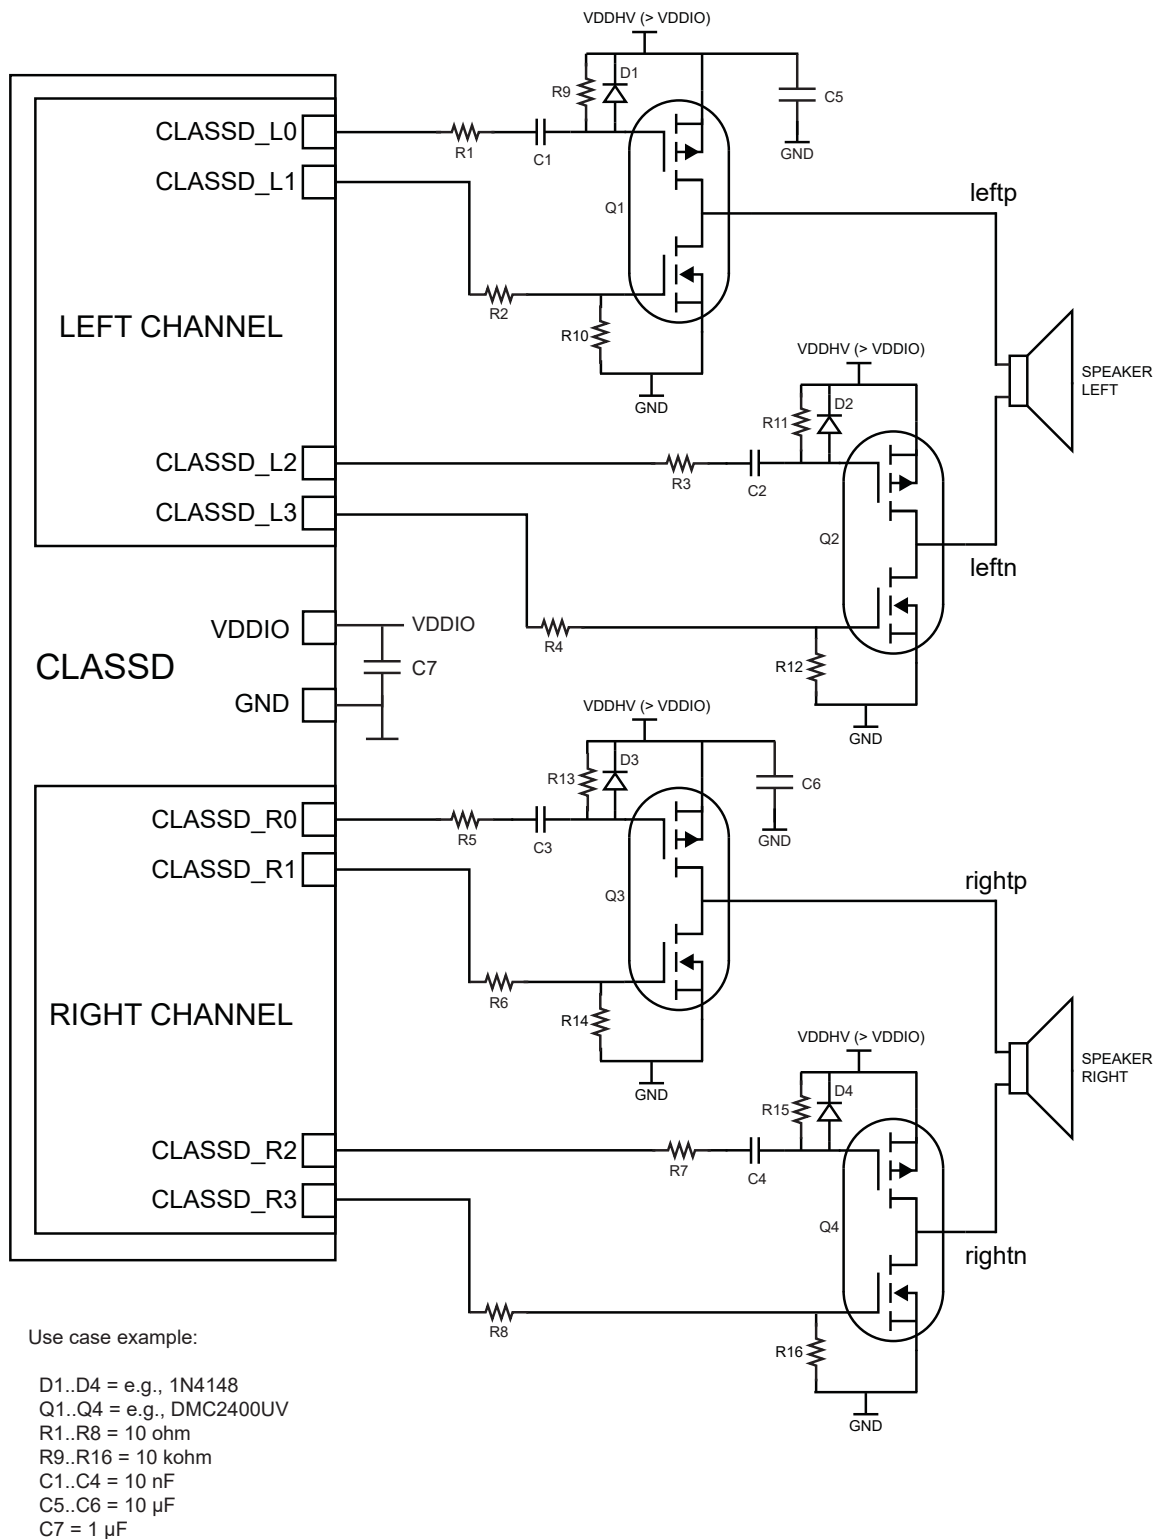 VDDHV (> VDDIO)
D1
R9
C5
CLASSD_L0
R1
C1
GND
CLASSD_L1
leftp
Q1
R2
LEFT CHANNEL
R10
VDDHV (> VDDIO)
SPEAKER
LEFT
GND
D2
R11
CLASSD_L2
R3
C2
CLASSD_L3
Q2
leftn
VDDIO
VDDIO
R4
CLASSD
C7
R12
GND
VDDHV (> VDDIO)
GND
D3
R13
C6
CLASSD_R0
R5
C3
GND
CLASSD_R1
rightp
Q3
R6
RIGHT CHANNEL
R14
VDDHV (> VDDIO)
SPEAKER
RIGHT
GND
D4
R15
CLASSD_R2
R7
C4
CLASSD_R3
Q4
rightn
R8
Use case example:
R16
D1..D4 = e.g., 1N4148
Q1..Q4 = e.g., DMC2400UV
GND
R1..R8 = 10 ohm
R9..R16 = 10 kohm
C1..C4 = 10 nF
C5..C6 = 10 µF
C7 = 1 µF